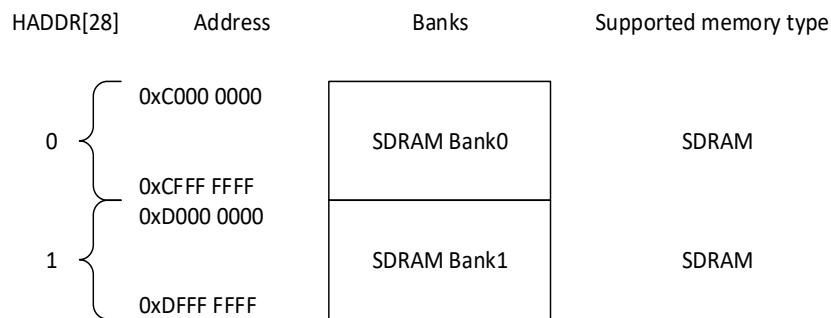 HADDR[28] Address Banks Supported memory type
0xC000 0000
0 SDRAM Bank0 SDRAM
0xCFFF FFFF
0xD000 0000
1 SDRAM Bank1 SDRAM
0xDFFF FFFF